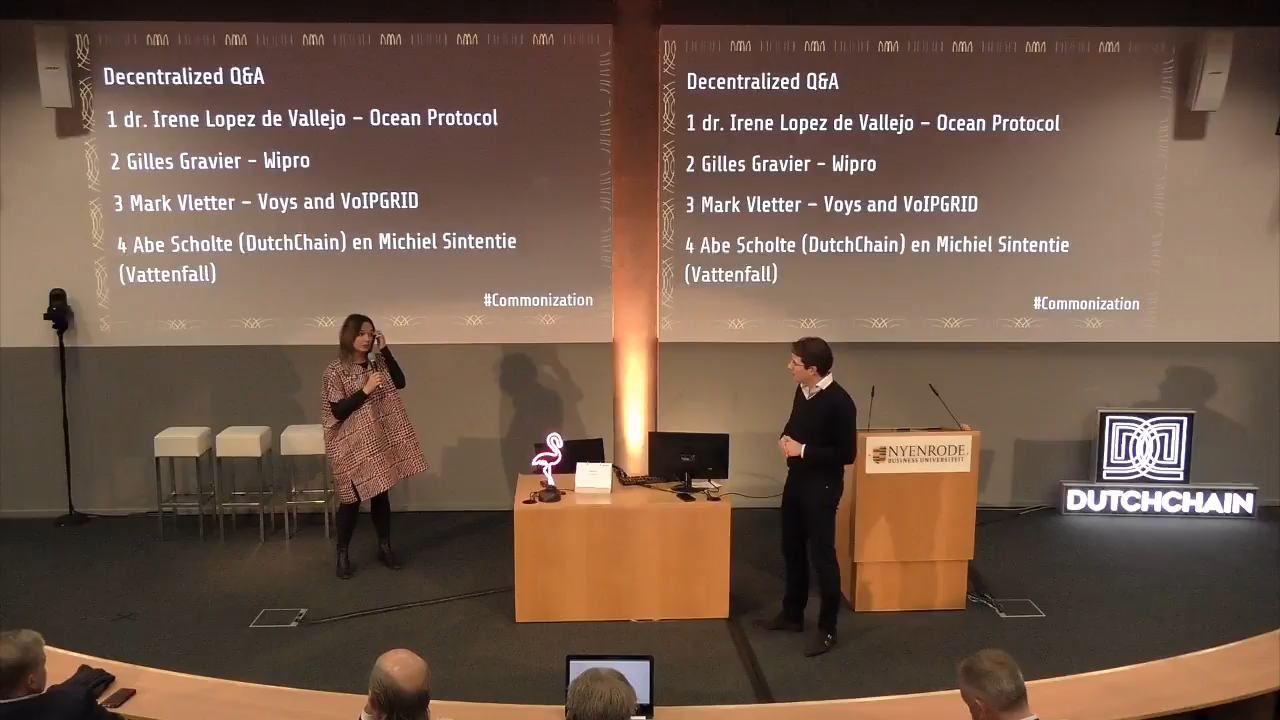 Decentralized Q&A
1 dr. Irene Lopez de Vallejo – Ocean Protocol
2 Gilles Gravier – Wipro
3 Mark Vletter – Voys and VoIPGRID
4 Abe Scholte (DutchChain) en Michiel Sintentie
(Vattenfall)
#Commonization
Decentralized Q&A
1 dr. Irene Lopez de Vallejo – Ocean Protocol
2 Gilles Gravier – Wipro
3 Mark Vletter – Voys and VoIPGRID
4 Abe Scholte (DutchChain) en Michiel Sintentie
(Vattenfall)
#Commonization
NYENRODE
BUSINESS UNIVERSITEIT
DUTCHCHAIN